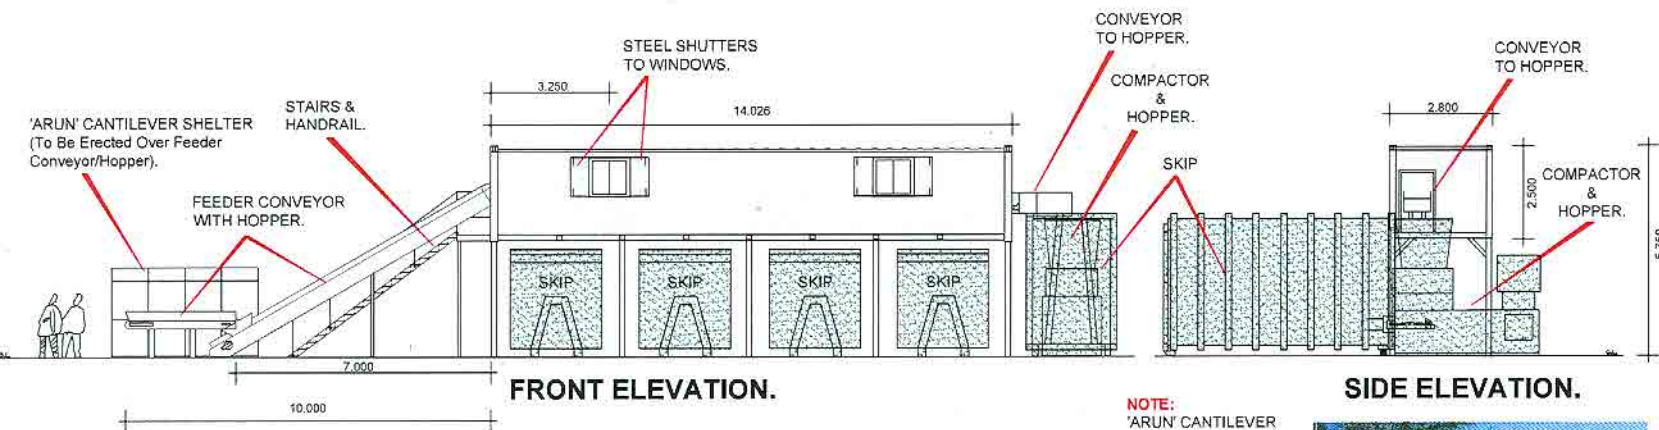 CONVEYOR
TO HOPPER.
STEEL SHUTTERS
TO WINDOWS.
CONVEYOR
TO HOPPER.
COMPACTOR
&
HOPPER.
3.250
14.026
2.800
STAIRS &
HANDRAIL.
'ARUN' CANTILEVER SHELTER
(To Be Erected Over Feeder
Conveyor/Hopper).
SKIP
COMPACTOR
&
HOPPER.
2.500
FEEDER CONVEYOR
WITH HOPPER.
SKIP
SKIP
SKIP
SKIP
7.000
FRONT ELEVATION.
SIDE ELEVATION.
10.000
NOTE:
'ARUN' CANTILEVER